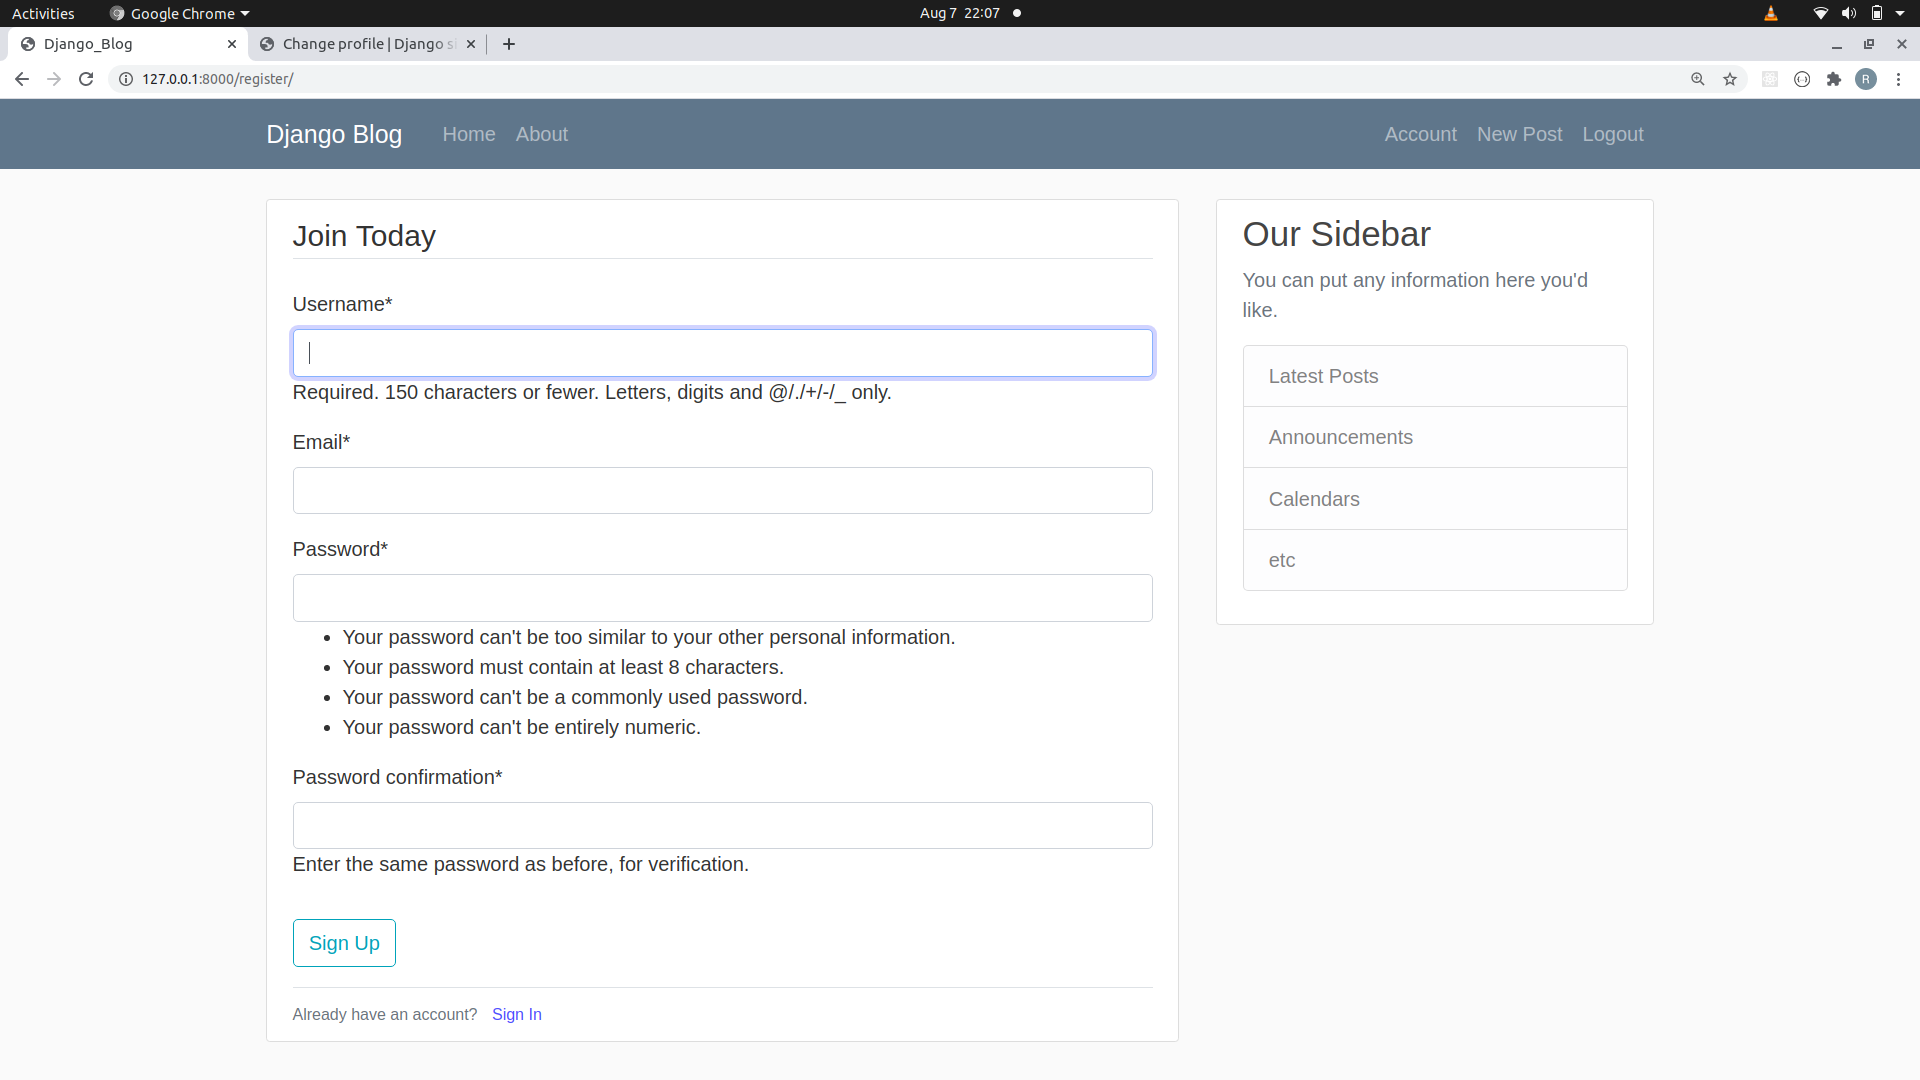 Activities
Google Chrome
Aug 7 22:07
Django_Blog
Change profile | Django s
127.0.0.1:8000/register/
R
Django Blog
Home
About
Account
New Post
Logout
Join Today
Username*
Required. 150 characters or fewer. Letters, digits and @/./+/-/_ only.
Email*
Password*
Your password can't be too similar to your other personal information.
Your password must contain at least 8 characters.
Your password can't be a commonly used password.
Your password can't be entirely numeric.
Password confirmation*
Enter the same password as before, for verification.
Sign Up
Already have an account? Sign In
Our Sidebar
You can put any information here you'd
like.
Latest Posts
Announcements
Calendars
etc